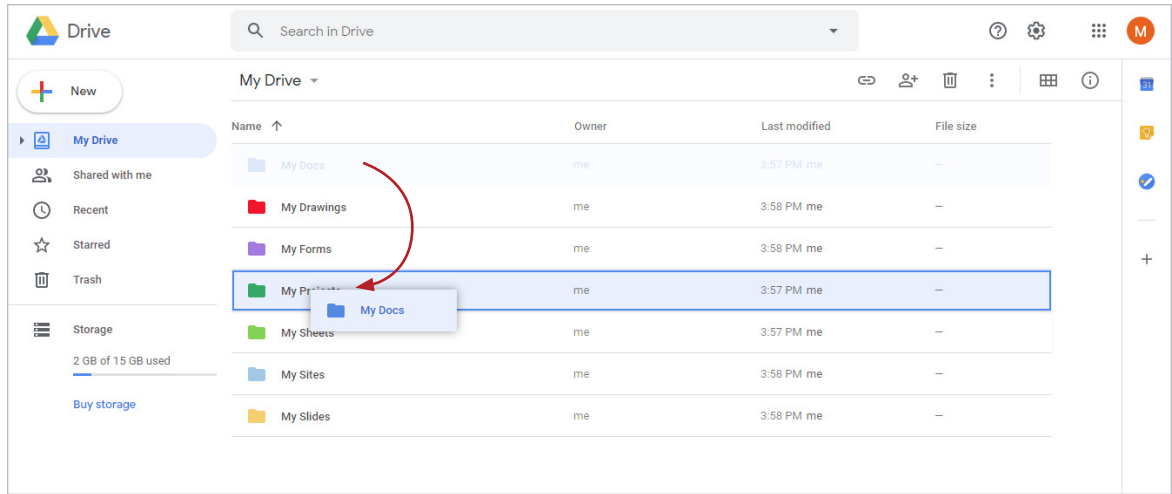 Drive
Search in Drive
M
New
My Drive
31
Name Owner Last modified File size
My Drive
My Docs me 3:57 PM me –
Shared with me
My Drawings me 3:58 PM me –
Recent
My Forms me 3:58 PM me –
Starred
Trash
My Projects me 3:57 PM me –
My Docs
Storage
My Sheets me 3:57 PM me –
2 GB of 15 GB used
My Sites me 3:58 PM me –
Buy storage
My Slides me 3:58 PM me –